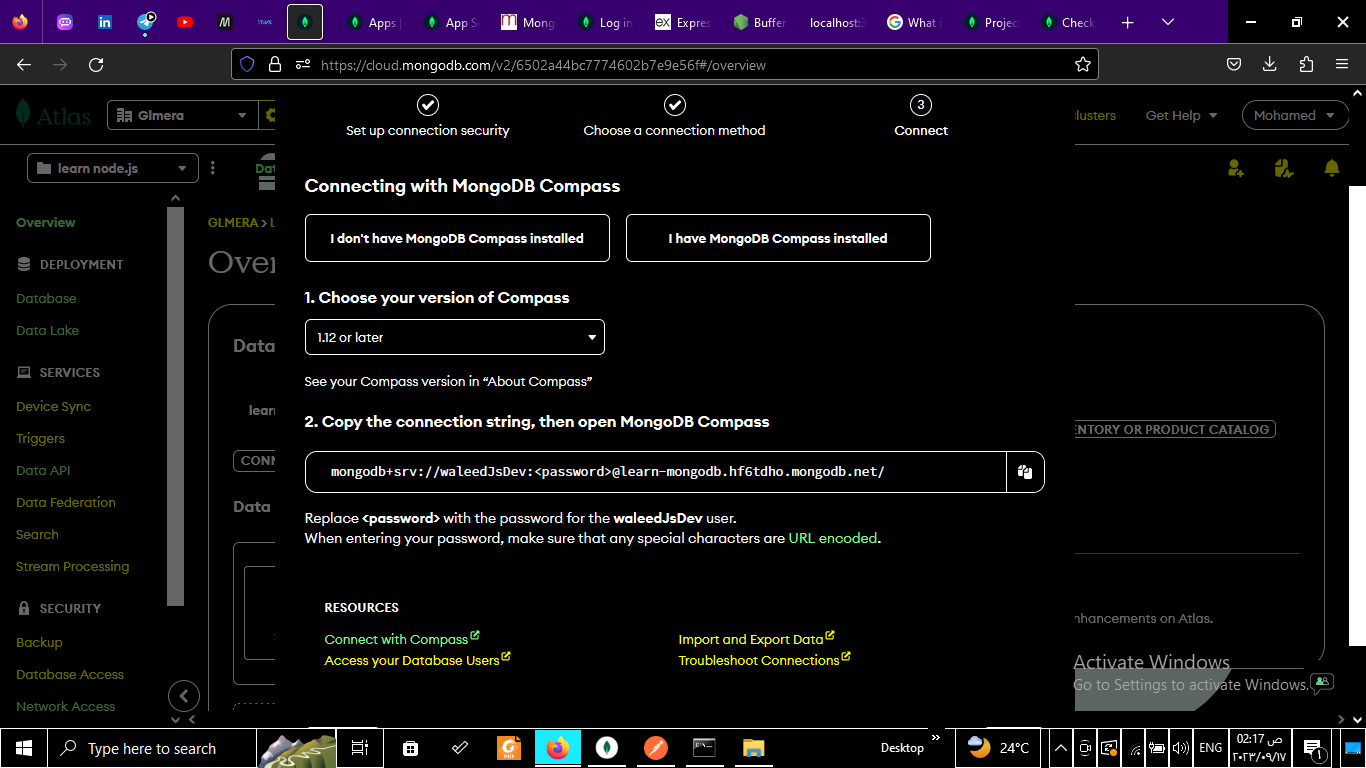 Apps
App S
Mong
Log in
Expres
Buffer
localhost:3
What i
Projec
Check
https://cloud.mongodb.com/v2/6502a44bc7774602b7e9e56f#/overview
Atlas
Glmera
Clusters
Get Help
Mohamed
learn node.js
Dat
Set up connection security
Choose a connection method
3
Connect
Overview
DEPLOYMENT
Database
Data Lake
SERVICES
Device Sync
Triggers
Data API
Data Federation
Search
Stream Processing
SECURITY
Backup
Database Access
Network Access
GLMERA > L
Over
Data
learn
CONN
Data
Connecting with MongoDB Compass
I don't have MongoDB Compass installed
I have MongoDB Compass installed
1. Choose your version of Compass
1.12 or later
See your Compass version in “About Compass”
2. Copy the connection string, then open MongoDB Compass
mongodb+srv://waleedJsDev:<password>@learn-mongodb.hf6tdho.mongodb.net/
Replace <password> with the password for the waleedJsDev user.
When entering your password, make sure that any special characters are URL encoded.
RESOURCES
Connect with Compass
Import and Export Data
Access your Database Users
Troubleshoot Connections
ENTORY OR PRODUCT CATALOG
nhancements on Atlas.
Activate Windows
Go to Settings to activate Windows.
Type here to search
PDF
Desktop
24°C
ENG
02:17 ص
٢٠٢٣/٠٩/١٧
1